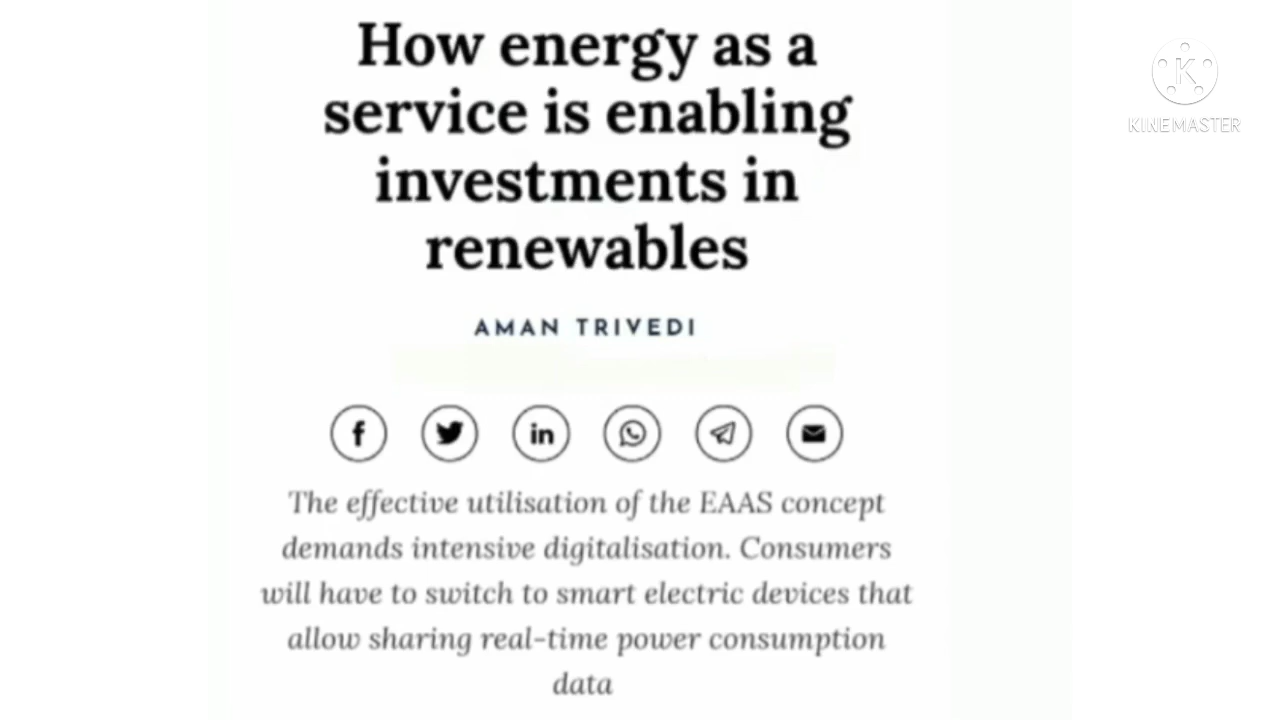 How energy as a
service is enabling
investments in
renewables
AMAN TRIVEDI
The effective utilisation of the EAAS concept
demands intensive digitalisation. Consumers
will have to switch to smart electric devices that
allow sharing real-time power consumption
data
K
KINEMASTER